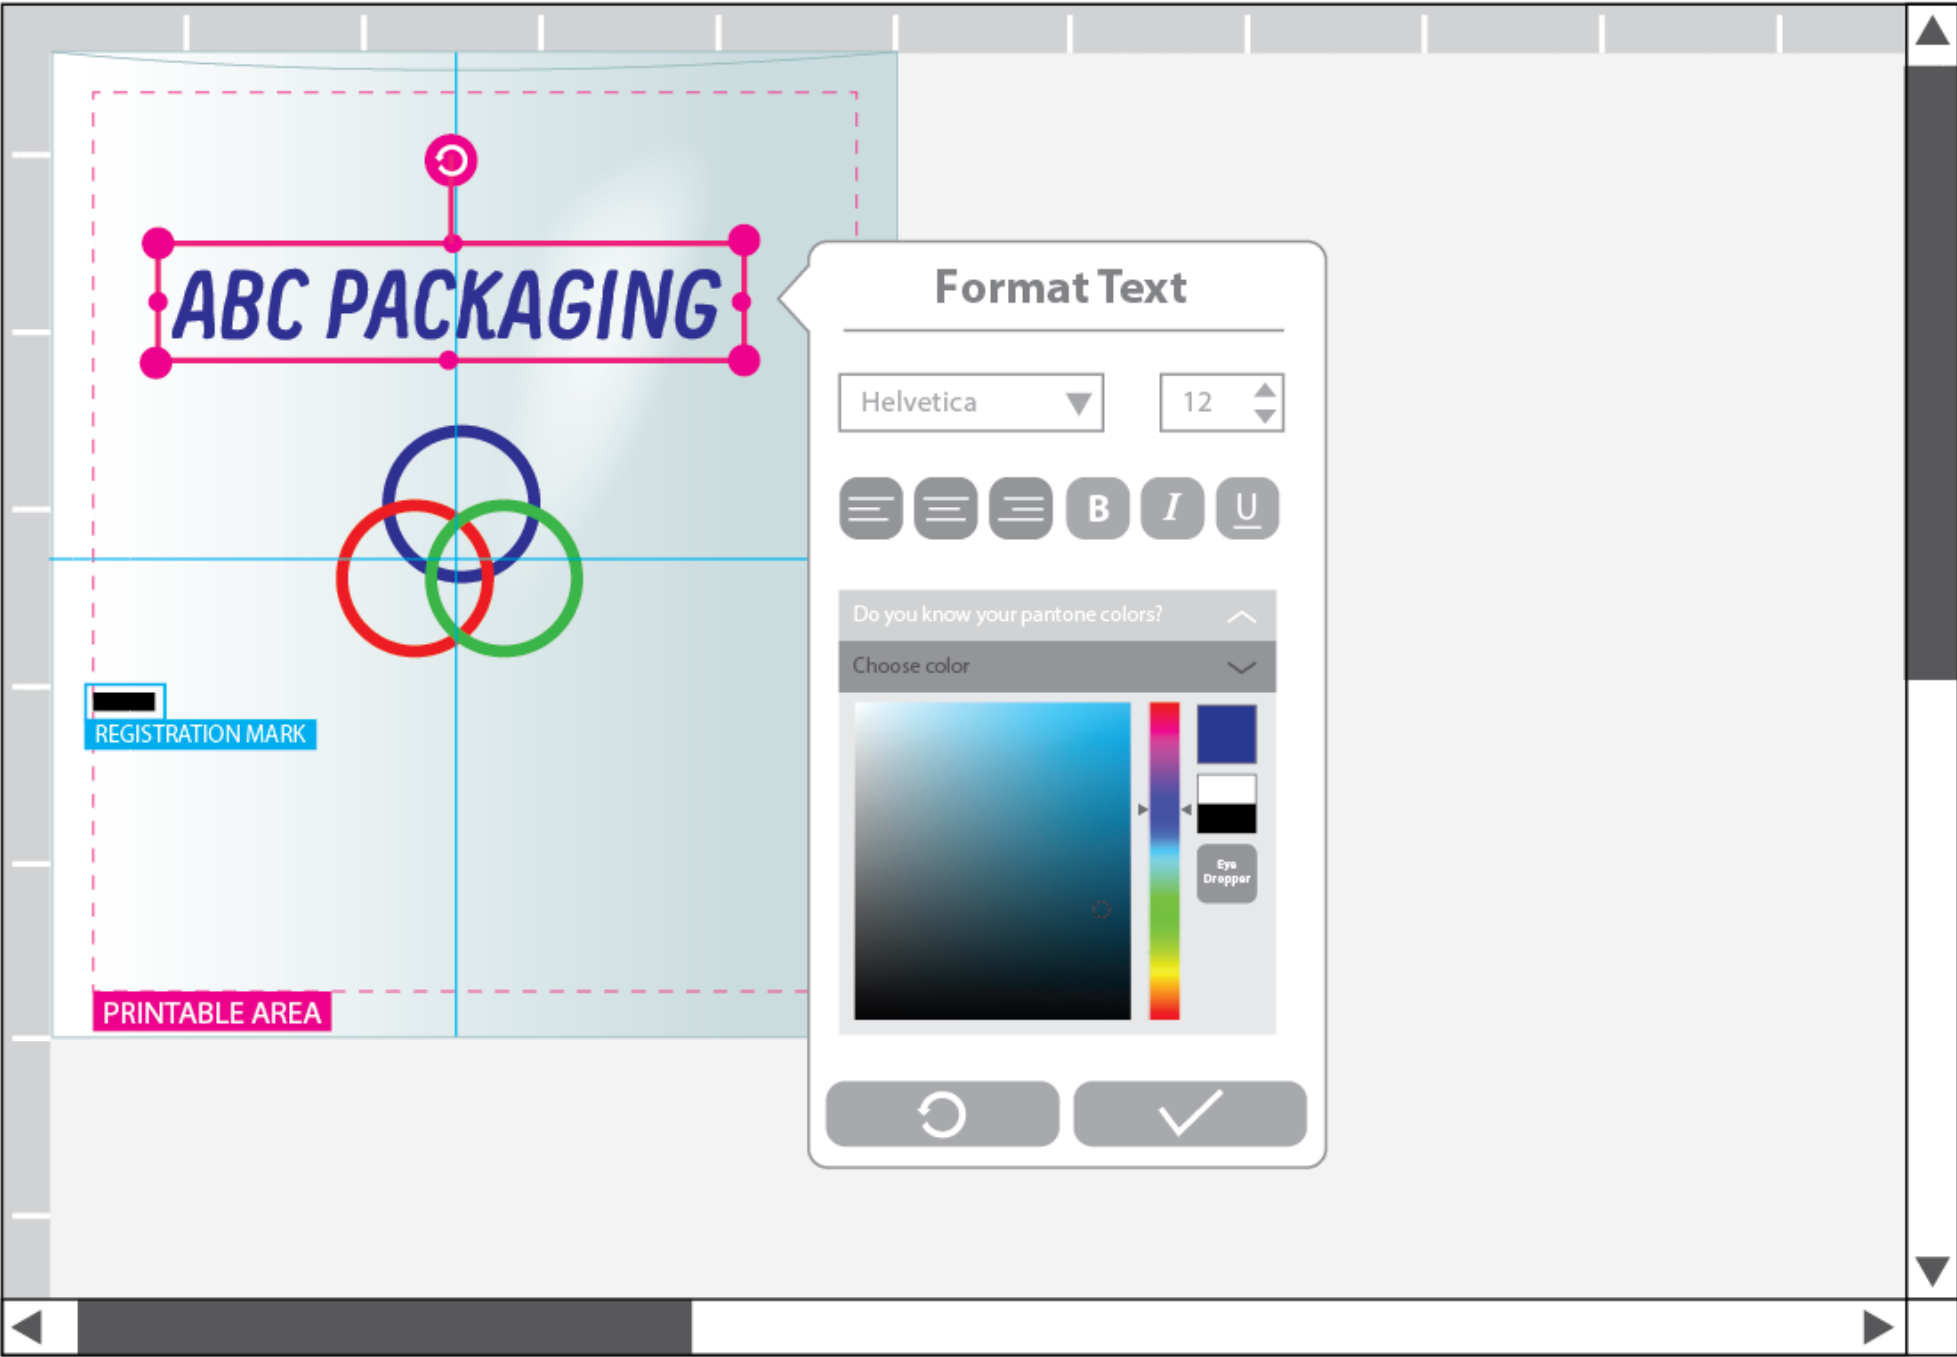 ABC PACKAGING
REGISTRATION MARK
PRINTABLE AREA
Format Text
Helvetica
12
B
I
U
Do you know your pantone colors?
Choose color
Eye
Dropper